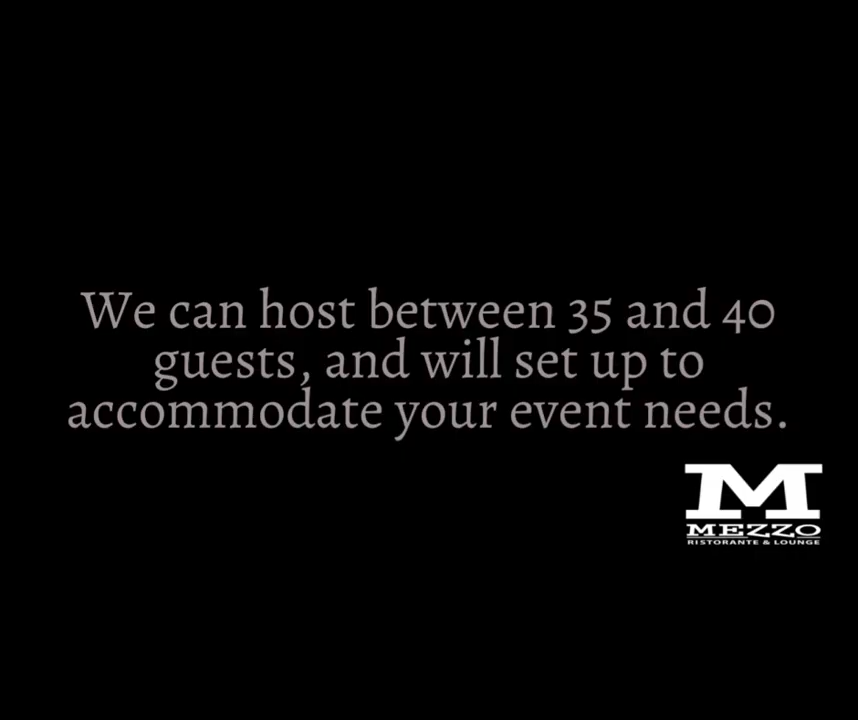 We can host between 35 and 40
guests, and will set up to
accommodate your event needs.
M
MEZZO
RISTORANTE & LOUNGE